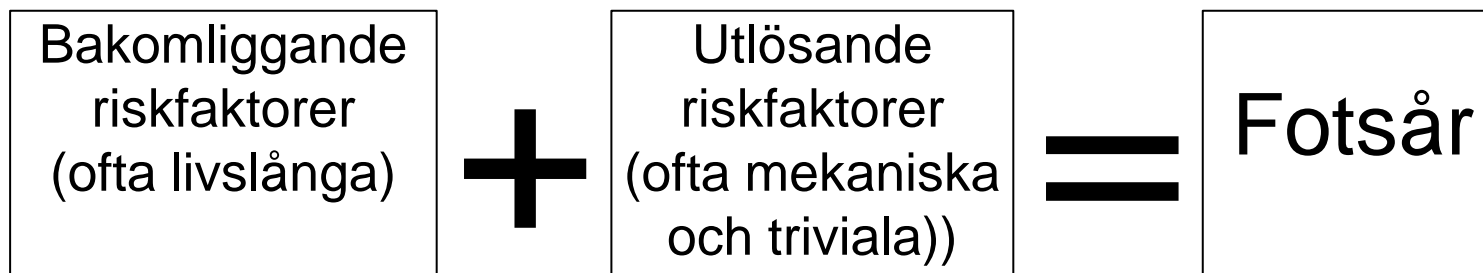 Bakomliggande
riskfaktorer
(ofta livslånga)
+
Utlösande
riskfaktorer
(ofta mekaniska
och triviala))
=
Fotsår